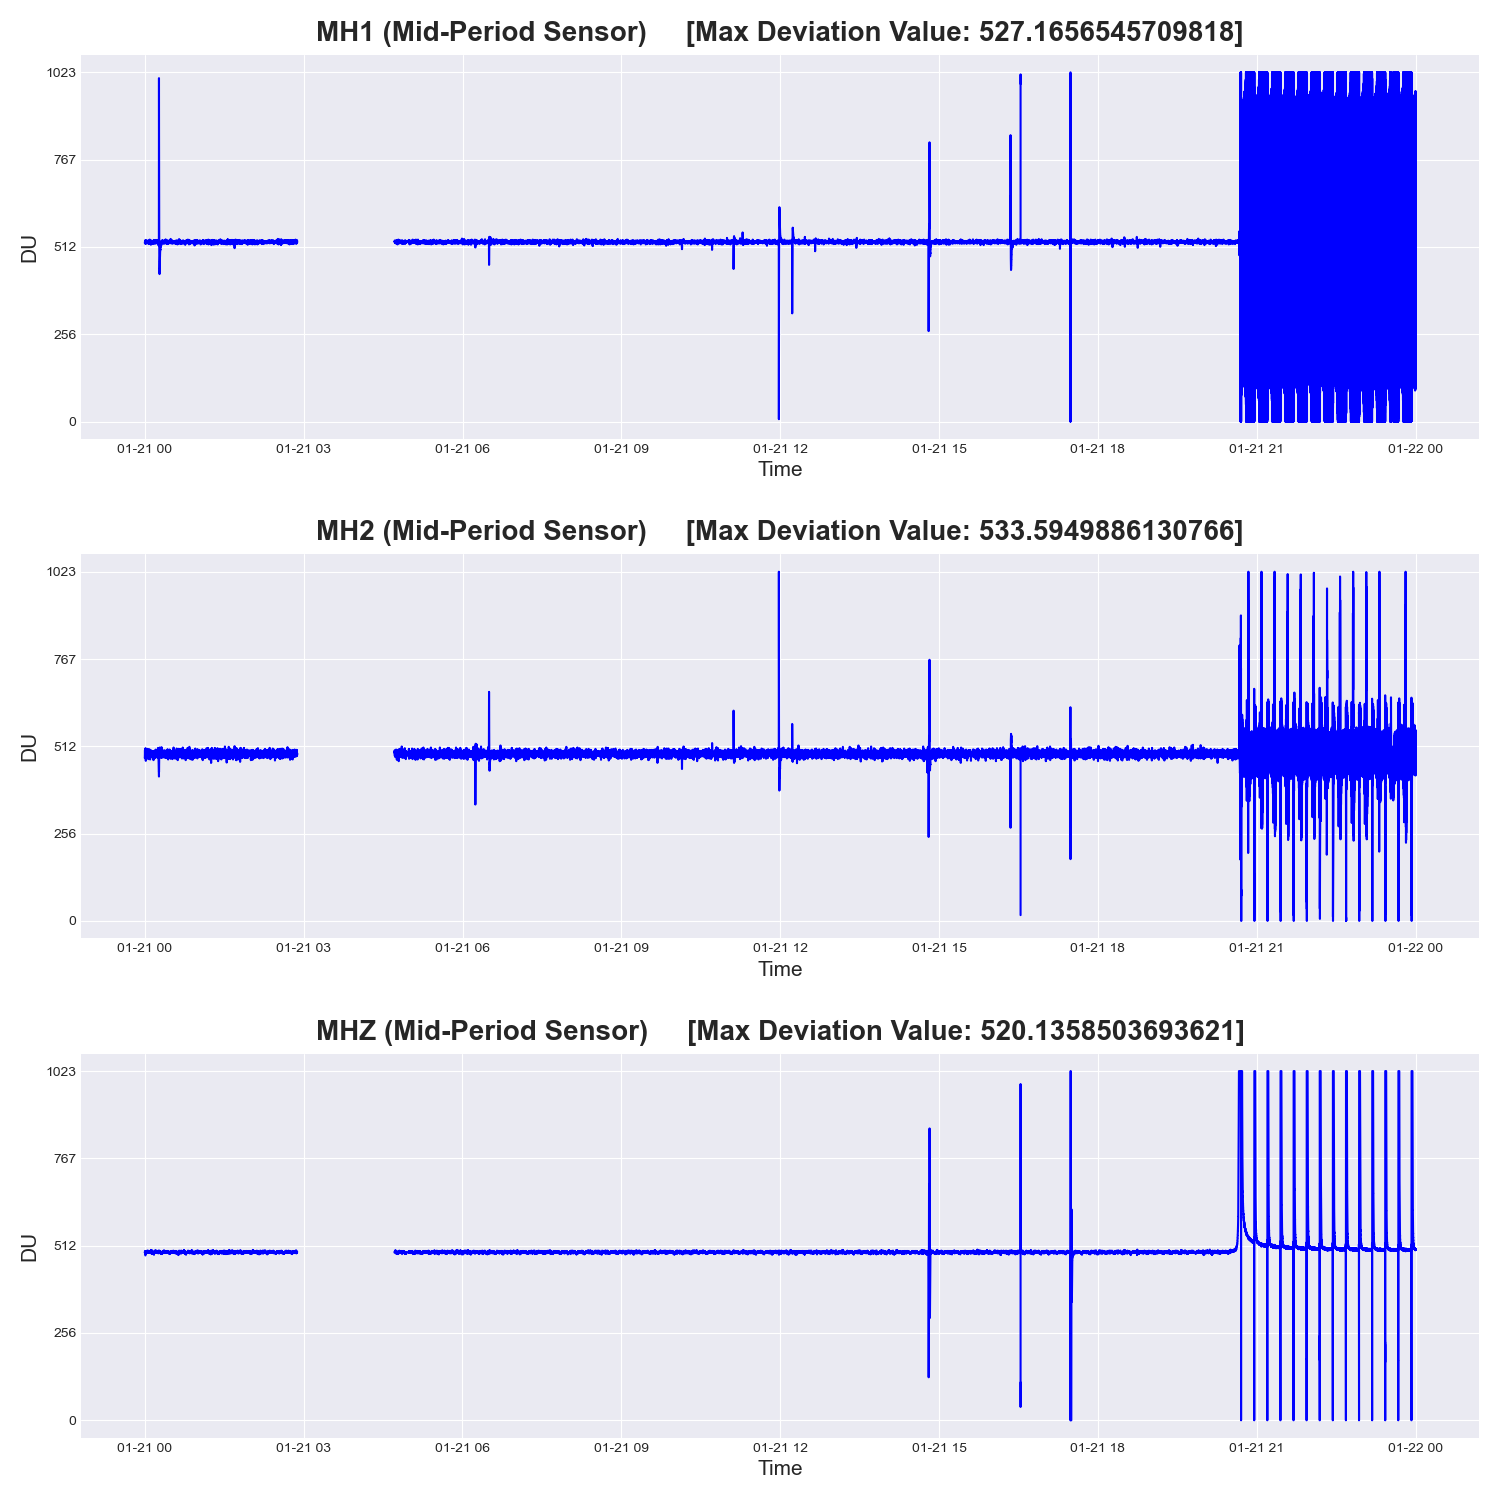 MH1 (Mid-Period Sensor) [Max Deviation Value: 527.1656545709818]
1023
767
512
256
0
DU
01-21 00 01-21 03 01-21 06 01-21 09 01-21 12 01-21 15 01-21 18 01-21 21 01-22 00
Time
MH2 (Mid-Period Sensor) [Max Deviation Value: 533.5949886130766]
1023
767
512
256
0
DU
01-21 00 01-21 03 01-21 06 01-21 09 01-21 12 01-21 15 01-21 18 01-21 21 01-22 00
Time
MHZ (Mid-Period Sensor) [Max Deviation Value: 520.1358503693621]
1023
767
512
256
0
DU
01-21 00 01-21 03 01-21 06 01-21 09 01-21 12 01-21 15 01-21 18 01-21 21 01-22 00
Time